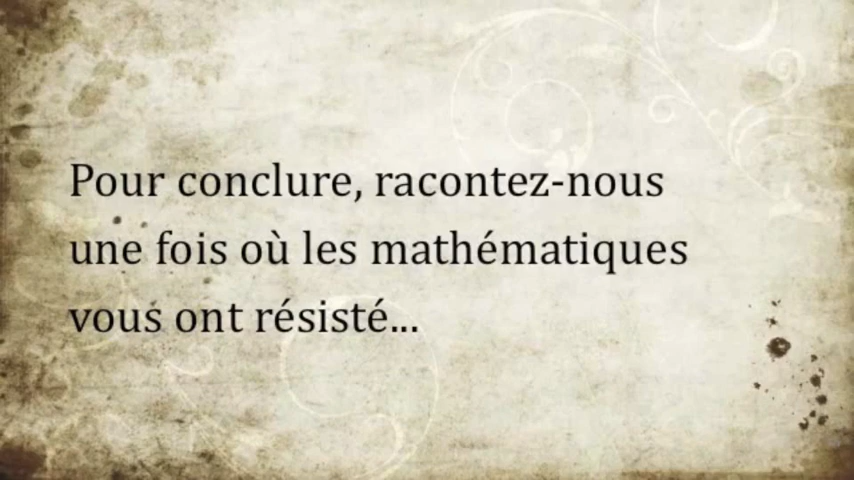 Pour conclure, racontez-nous
une fois où les mathématiques
vous ont résisté...